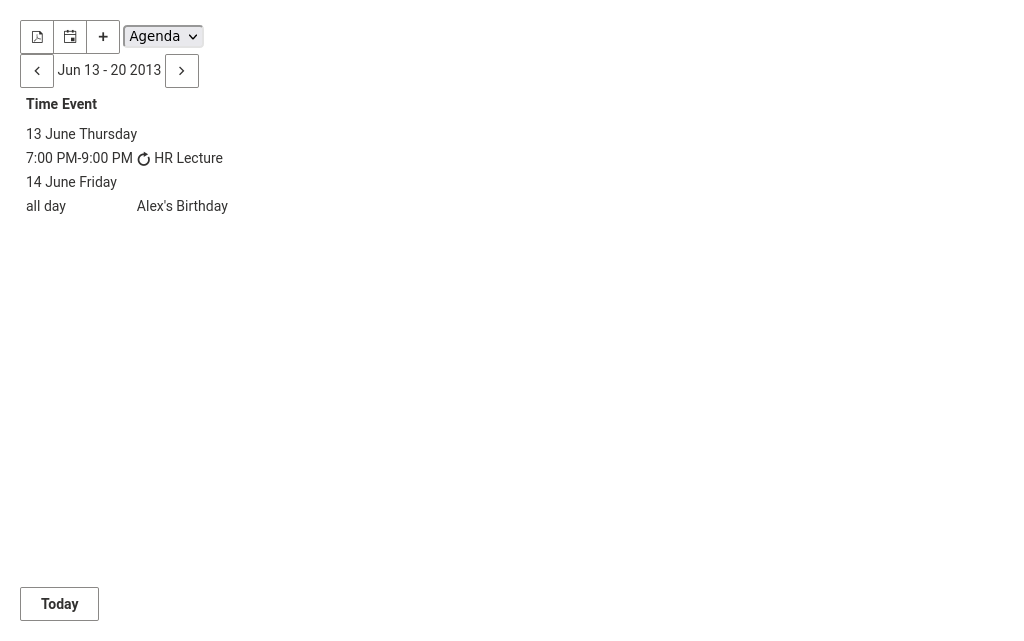 Agenda
Jun 13 - 20 2013
Time Event
13 June Thursday
7:00 PM-9:00 PM HR Lecture
14 June Friday
all day Alex's Birthday
Today